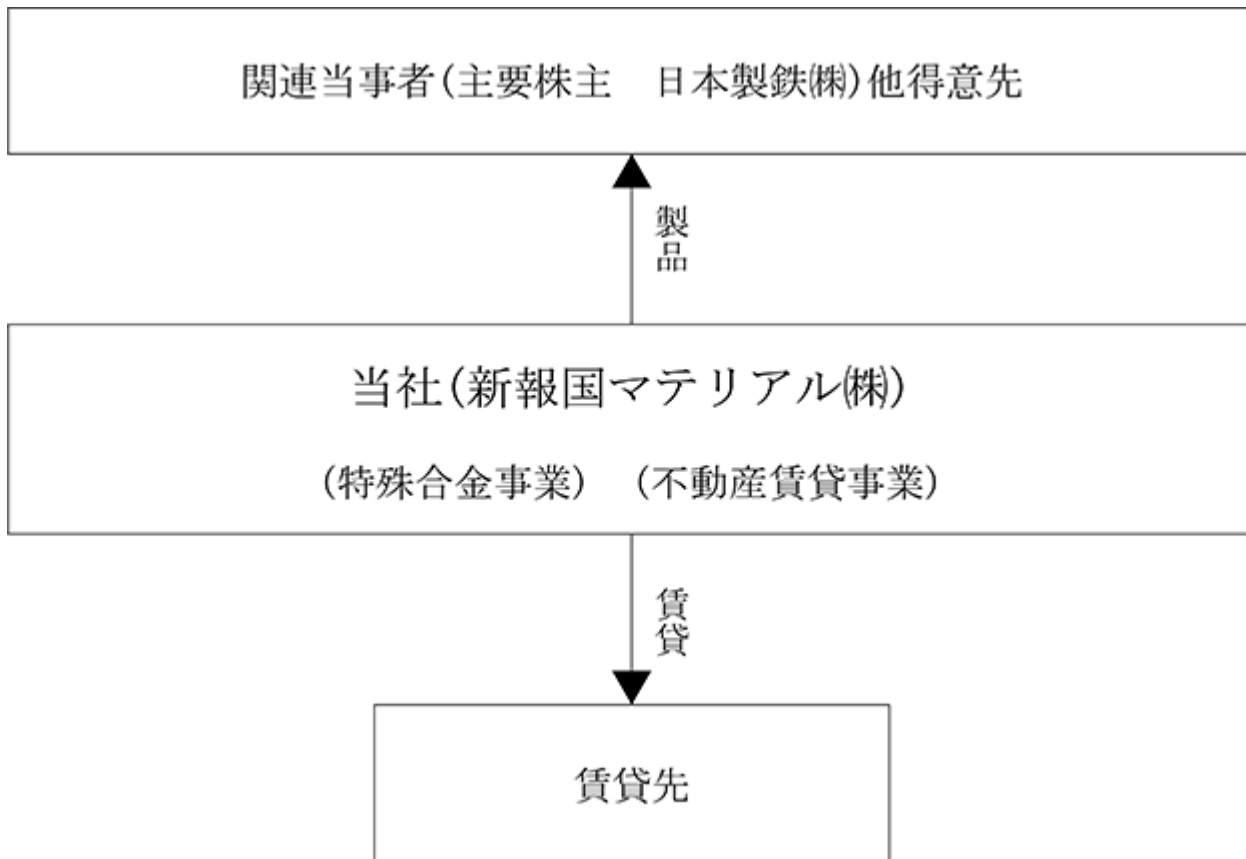 関連当事者(主要株主　日本製鉄㈱)他得意先
製品
当社(新報国マテリアル㈱)
(特殊合金事業)　(不動産賃貸事業)
賃貸
賃貸先